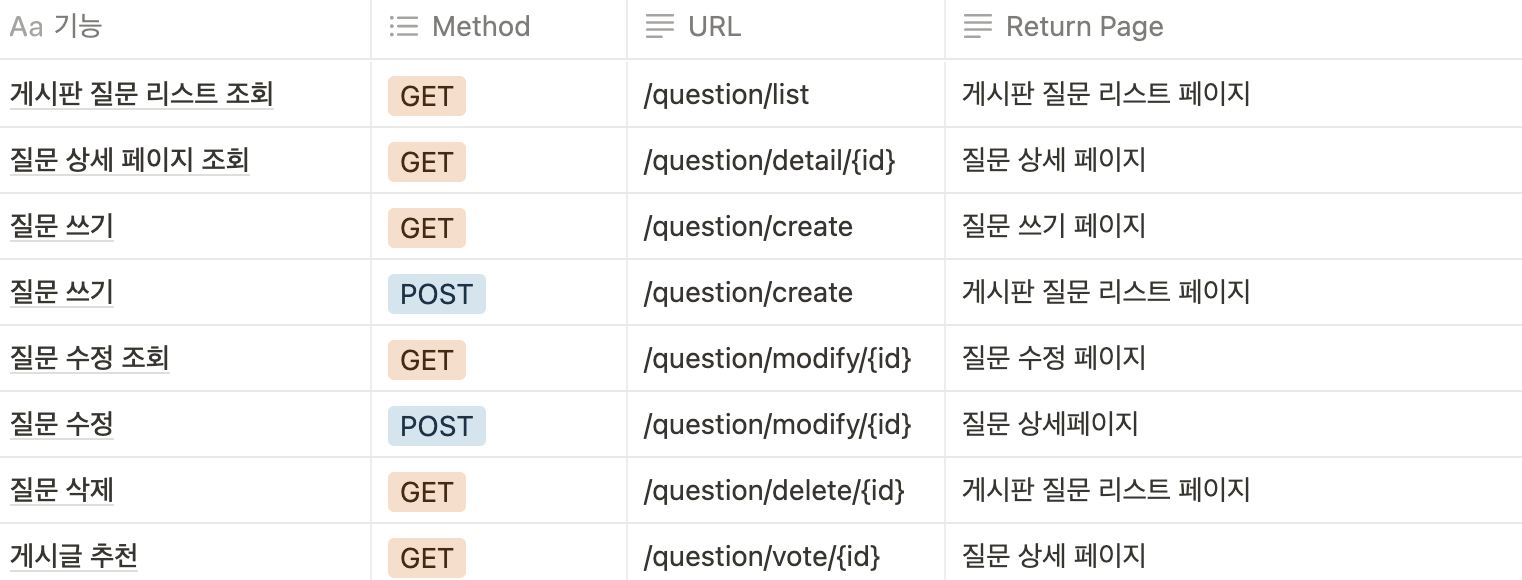 Aa 기능 Method URL Return Page
게시판 질문 리스트 조회 GET /question/list 게시판 질문 리스트 페이지
질문 상세 페이지 조회 GET /question/detail/{id} 질문 상세 페이지
질문 쓰기 GET /question/create 질문 쓰기 페이지
질문 쓰기 POST /question/create 게시판 질문 리스트 페이지
질문 수정 조회 GET /question/modify/{id} 질문 수정 페이지
질문 수정 POST /question/modify/{id} 질문 상세페이지
질문 삭제 GET /question/delete/{id} 게시판 질문 리스트 페이지
게시글 추천 GET /question/vote/{id} 질문 상세 페이지